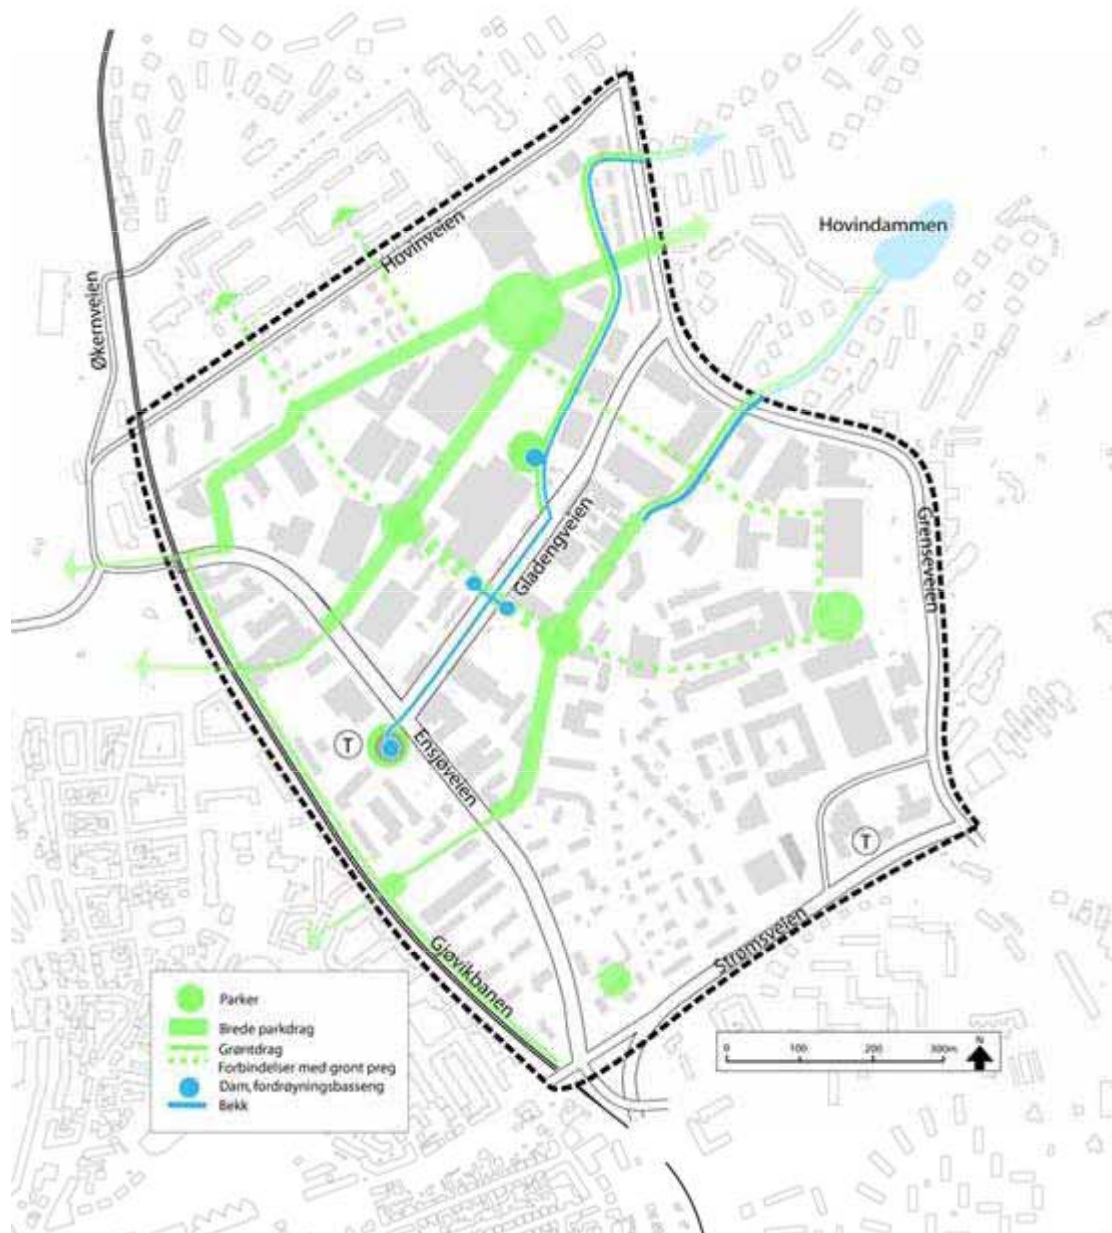 Hovindammen
Hovinveien
Økernveien
Gladengveien
Grenseveien
T
Ensjøveien
T
Strømsveien
Gjøvikbanen
Parker
Brede parkdrag
Grøntdrag
Forbindelser med grønt preg
Dam, fordrøyningsbasseng
Bekk
0 100 200 300m
N